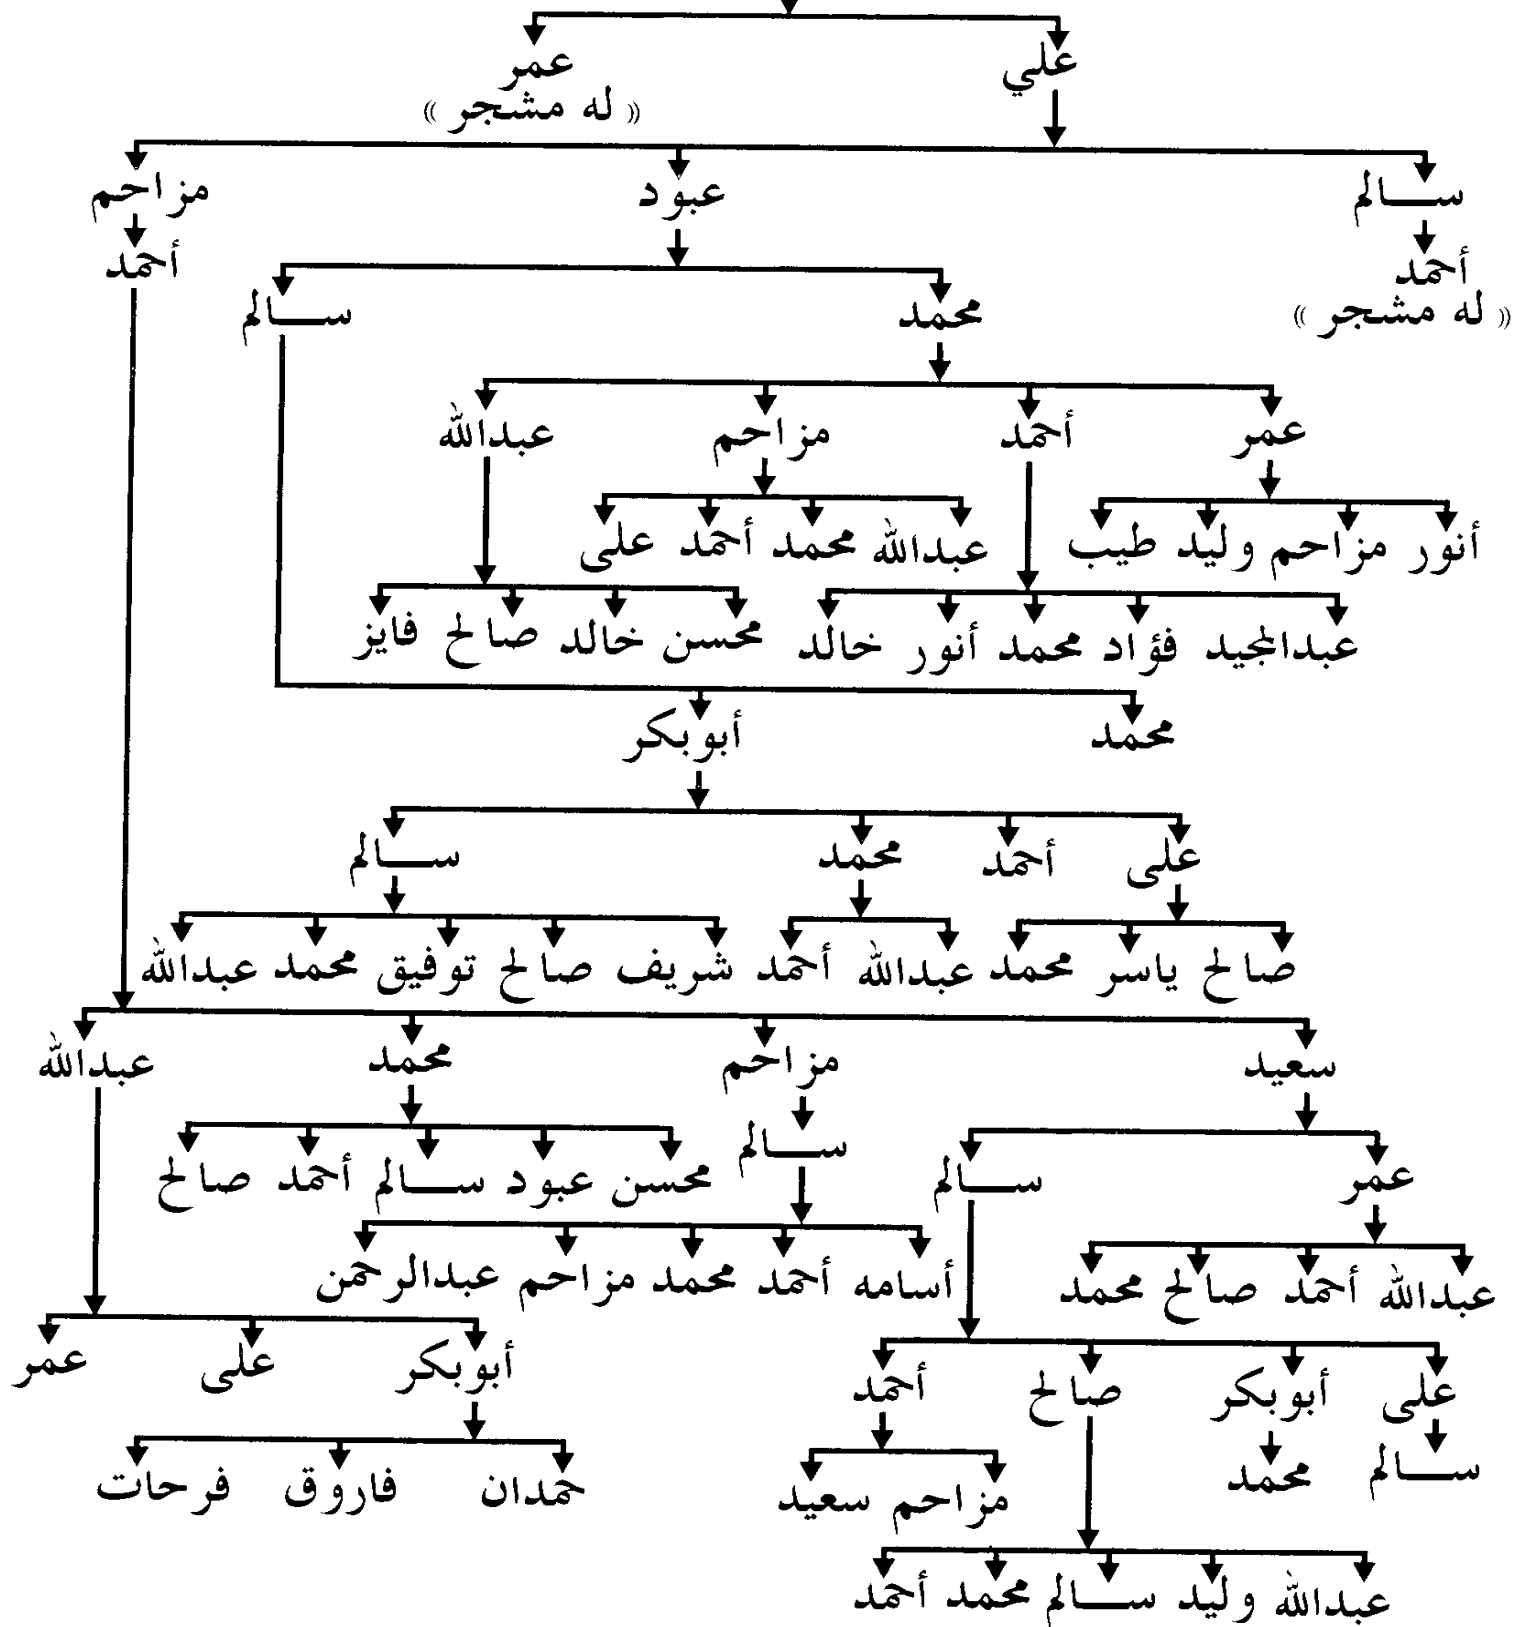 علي عمر
« له مشجر »
سالم عبود مزاحم
أحمد أحمد
« له مشجر »
محمد سالم
عمر أحمد مزاحم عبدالله
أنور مزاحم وليد طيب عبدالله محمد أحمد على
عبدالمجيد فؤاد محمد أنور خالد محسن خالد صالح فايز
محمد أبوبكر
على أحمد محمد سالم
صالح ياسر محمد عبدالله أحمد شريف صالح توفيق محمد عبدالله
سعيد مزاحم محمد عبدالله
عمر سالم سالم محسن عبود سالم أحمد صالح
عبدالله أحمد صالح محمد أسامه أحمد محمد مزاحم عبدالرحمن
على أبوبكر صالح أحمد أبوبكر على عمر
سالم محمد مزاحم سعيد حمدان فاروق فرحات
عبدالله وليد سالم محمد أحمد